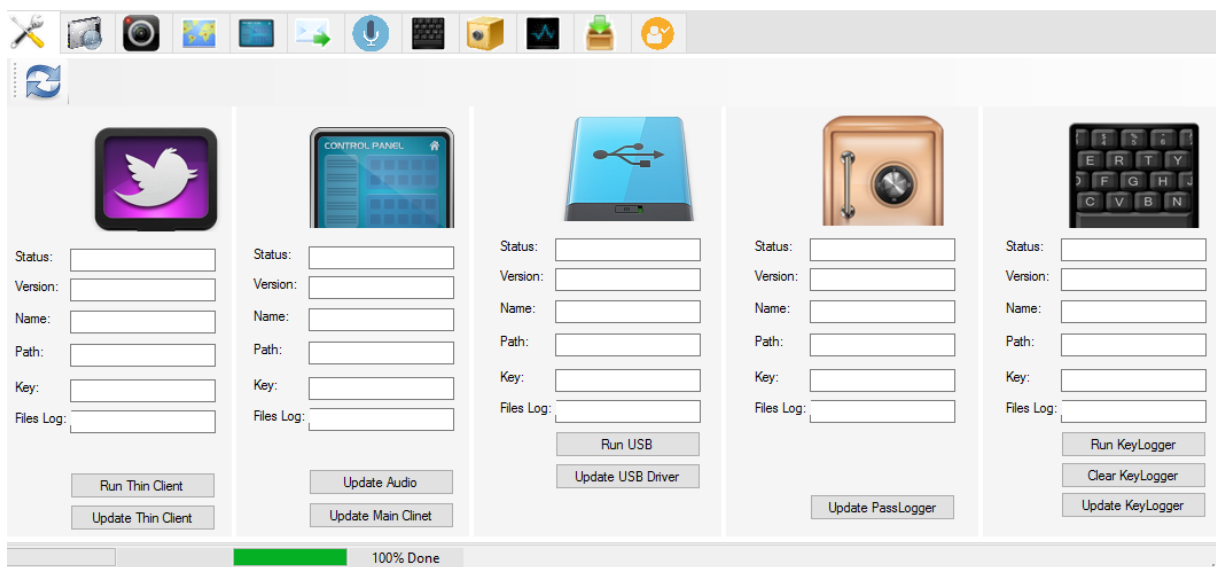 CONTROL PANEL
E R T Y
F G H J
C V B N
Status:
Version:
Name:
Path:
Key:
Files Log:
Run Thin Client
Update Thin Client
Status:
Version:
Name:
Path:
Key:
Files Log:
Update Audio
Update Main Clinet
Status:
Version:
Name:
Path:
Key:
Files Log:
Run USB
Update USB Driver
Status:
Version:
Name:
Path:
Key:
Files Log:
Update PassLogger
Status:
Version:
Name:
Path:
Key:
Files Log:
Run KeyLogger
Clear KeyLogger
Update KeyLogger
100% Done